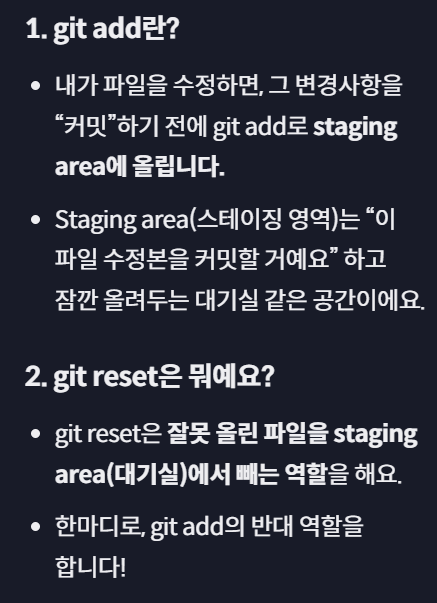 1. git add란?
• 내가 파일을 수정하면, 그 변경사항을
“커밋”하기 전에 git add로 staging
area에 올립니다.
• Staging area(스테이징 영역)는 “이
파일 수정본을 커밋할 거예요” 하고
잠깐 올려두는 대기실 같은 공간이에요.
2. git reset은 뭐예요?
• git reset은 잘못 올린 파일을 staging
area(대기실)에서 빼는 역할을 해요.
• 한마디로, git add의 반대 역할을
합니다!